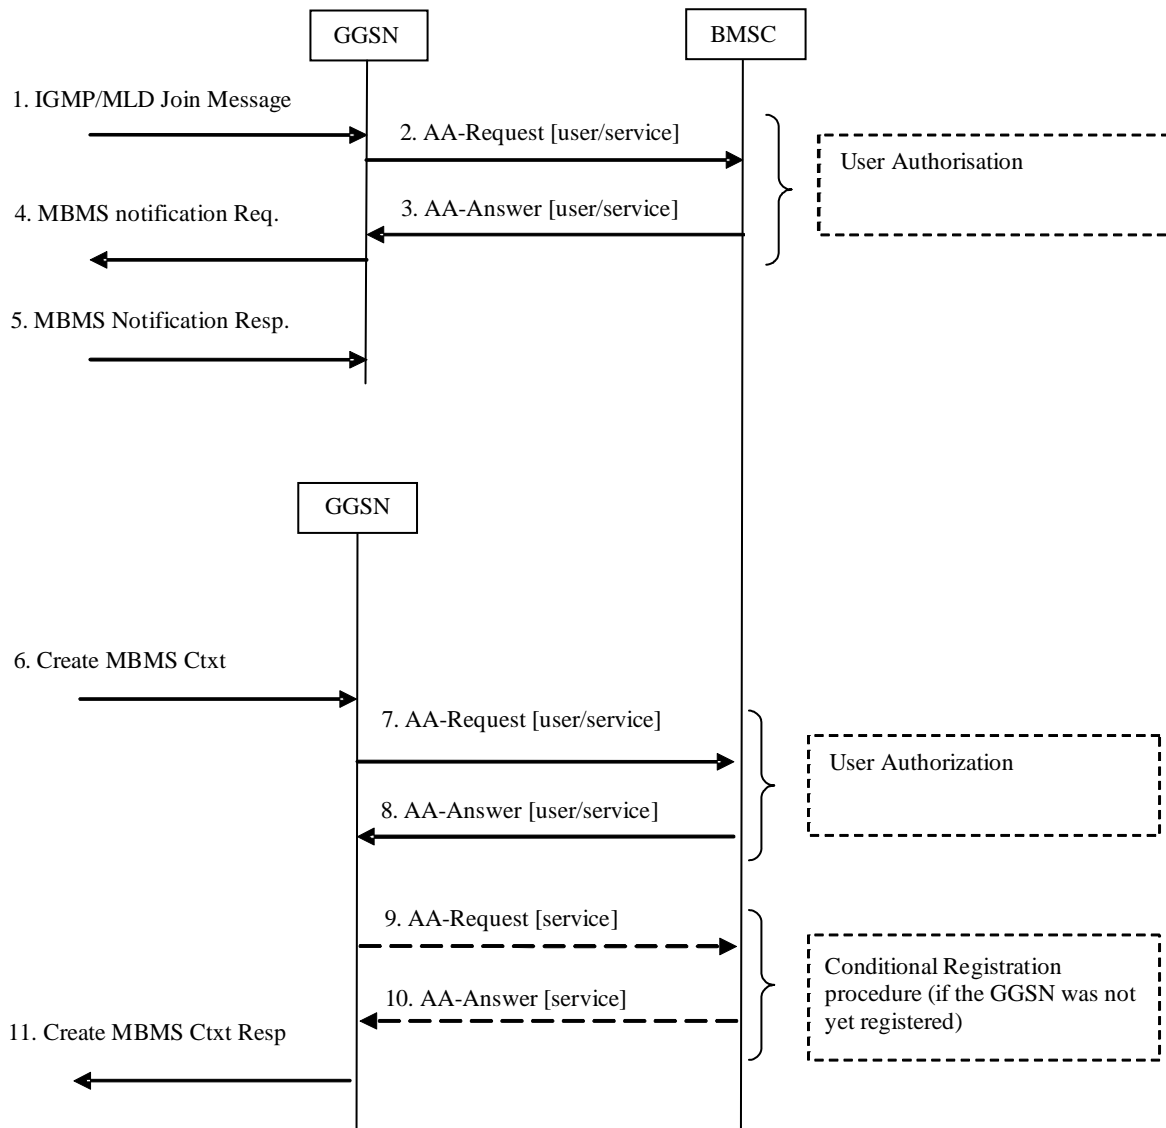 GGSN
BMSC
1. IGMP/MLD Join Message
2. AA-Request [user/service]
User Authorisation
3. AA-Answer [user/service]
4. MBMS notification Req.
5. MBMS Notification Resp.
GGSN
6. Create MBMS Ctxt
7. AA-Request [user/service]
User Authorization
8. AA-Answer [user/service]
9. AA-Request [service]
Conditional Registration
procedure (if the GGSN was not
yet registered)
10. AA-Answer [service]
11. Create MBMS Ctxt Resp